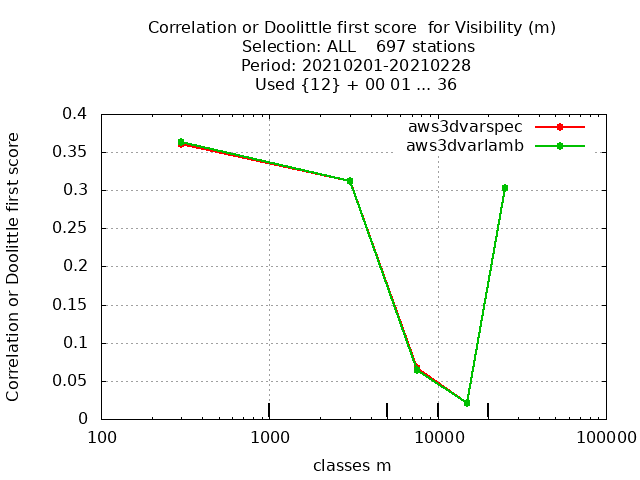 Correlation or Doolittle first score  for Visibility (m)
Selection: ALL    697 stations
Period: 20210201-20210228
Used {12} + 00 01 ... 36
Correlation or Doolittle first score
0.4
0.35
0.3
0.25
0.2
0.15
0.1
0.05
0
aws3dvarspec
aws3dvarlamb
100 1000 10000 100000
classes m